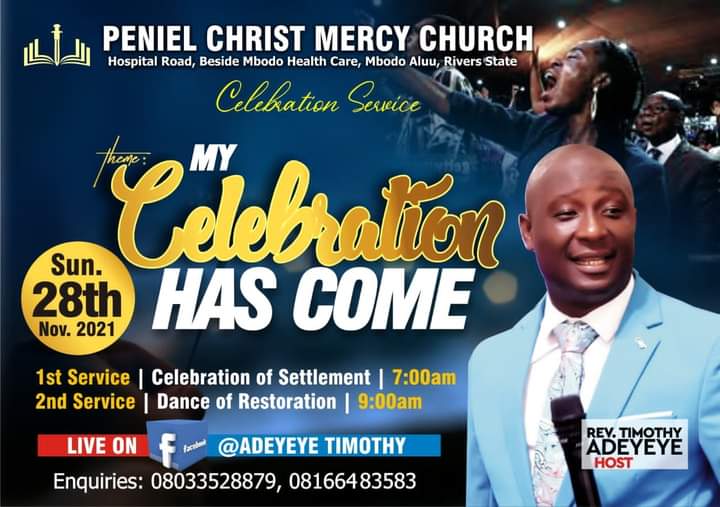 PENIEL CHRIST MERCY CHURCH
Hospital Road, Beside Mbodo Health Care, Mbodo Aluu, Rivers State
Celebration Service
theme:
MY
Celebration
HAS COME
Sun.
28th
Nov. 2021
1st Service | Celebration of Settlement | 7:00am
2nd Service | Dance of Restoration | 9:00am
LIVE ON f facebook @ADEYEYE TIMOTHY
Enquiries: 08033528879, 08166483583
REV. TIMOTHY
ADEYEYE
HOST